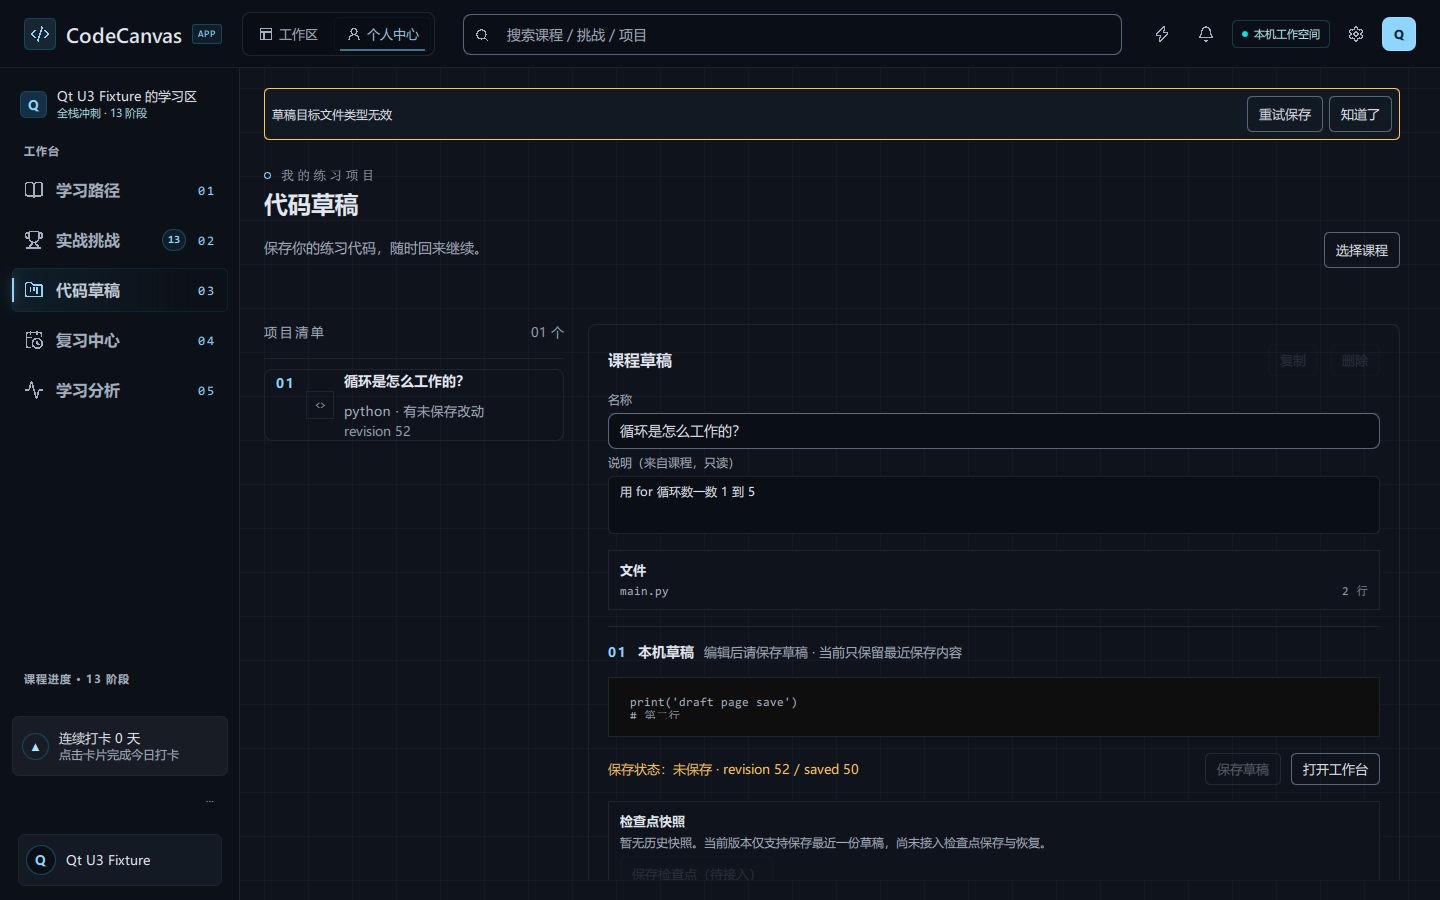 CodeCanvas APP
工作区
个人中心
搜索课程 / 挑战 / 项目
本机工作空间
Q
Q
Qt U3 Fixture 的学习区
全栈冲刺 · 13 阶段
工作台
学习路径 01
实战挑战 13 02
代码草稿 03
复习中心 04
学习分析 05
课程进度 • 13 阶段
连续打卡 0 天
点击卡片完成今日打卡
...
Q
Qt U3 Fixture
草稿目标文件类型无效
重试保存
知道了
我的练习项目
代码草稿
保存你的练习代码，随时回来继续。
选择课程
项目清单 01 个
01
循环是怎么工作的?
<>
python · 有未保存改动
revision 52
课程草稿
复制
删除
名称
循环是怎么工作的?
说明（来自课程，只读）
用 for 循环数一数 1 到 5
文件
main.py 2 行
01 本机草稿 编辑后请保存草稿 · 当前只保留最近保存内容
print('draft page save')
# 第二行
保存状态：未保存 · revision 52 / saved 50
保存草稿
打开工作台
检查点快照
暂无历史快照。当前版本仅支持保存最近一份草稿，尚未接入检查点保存与恢复。
保存检查点（待接入）